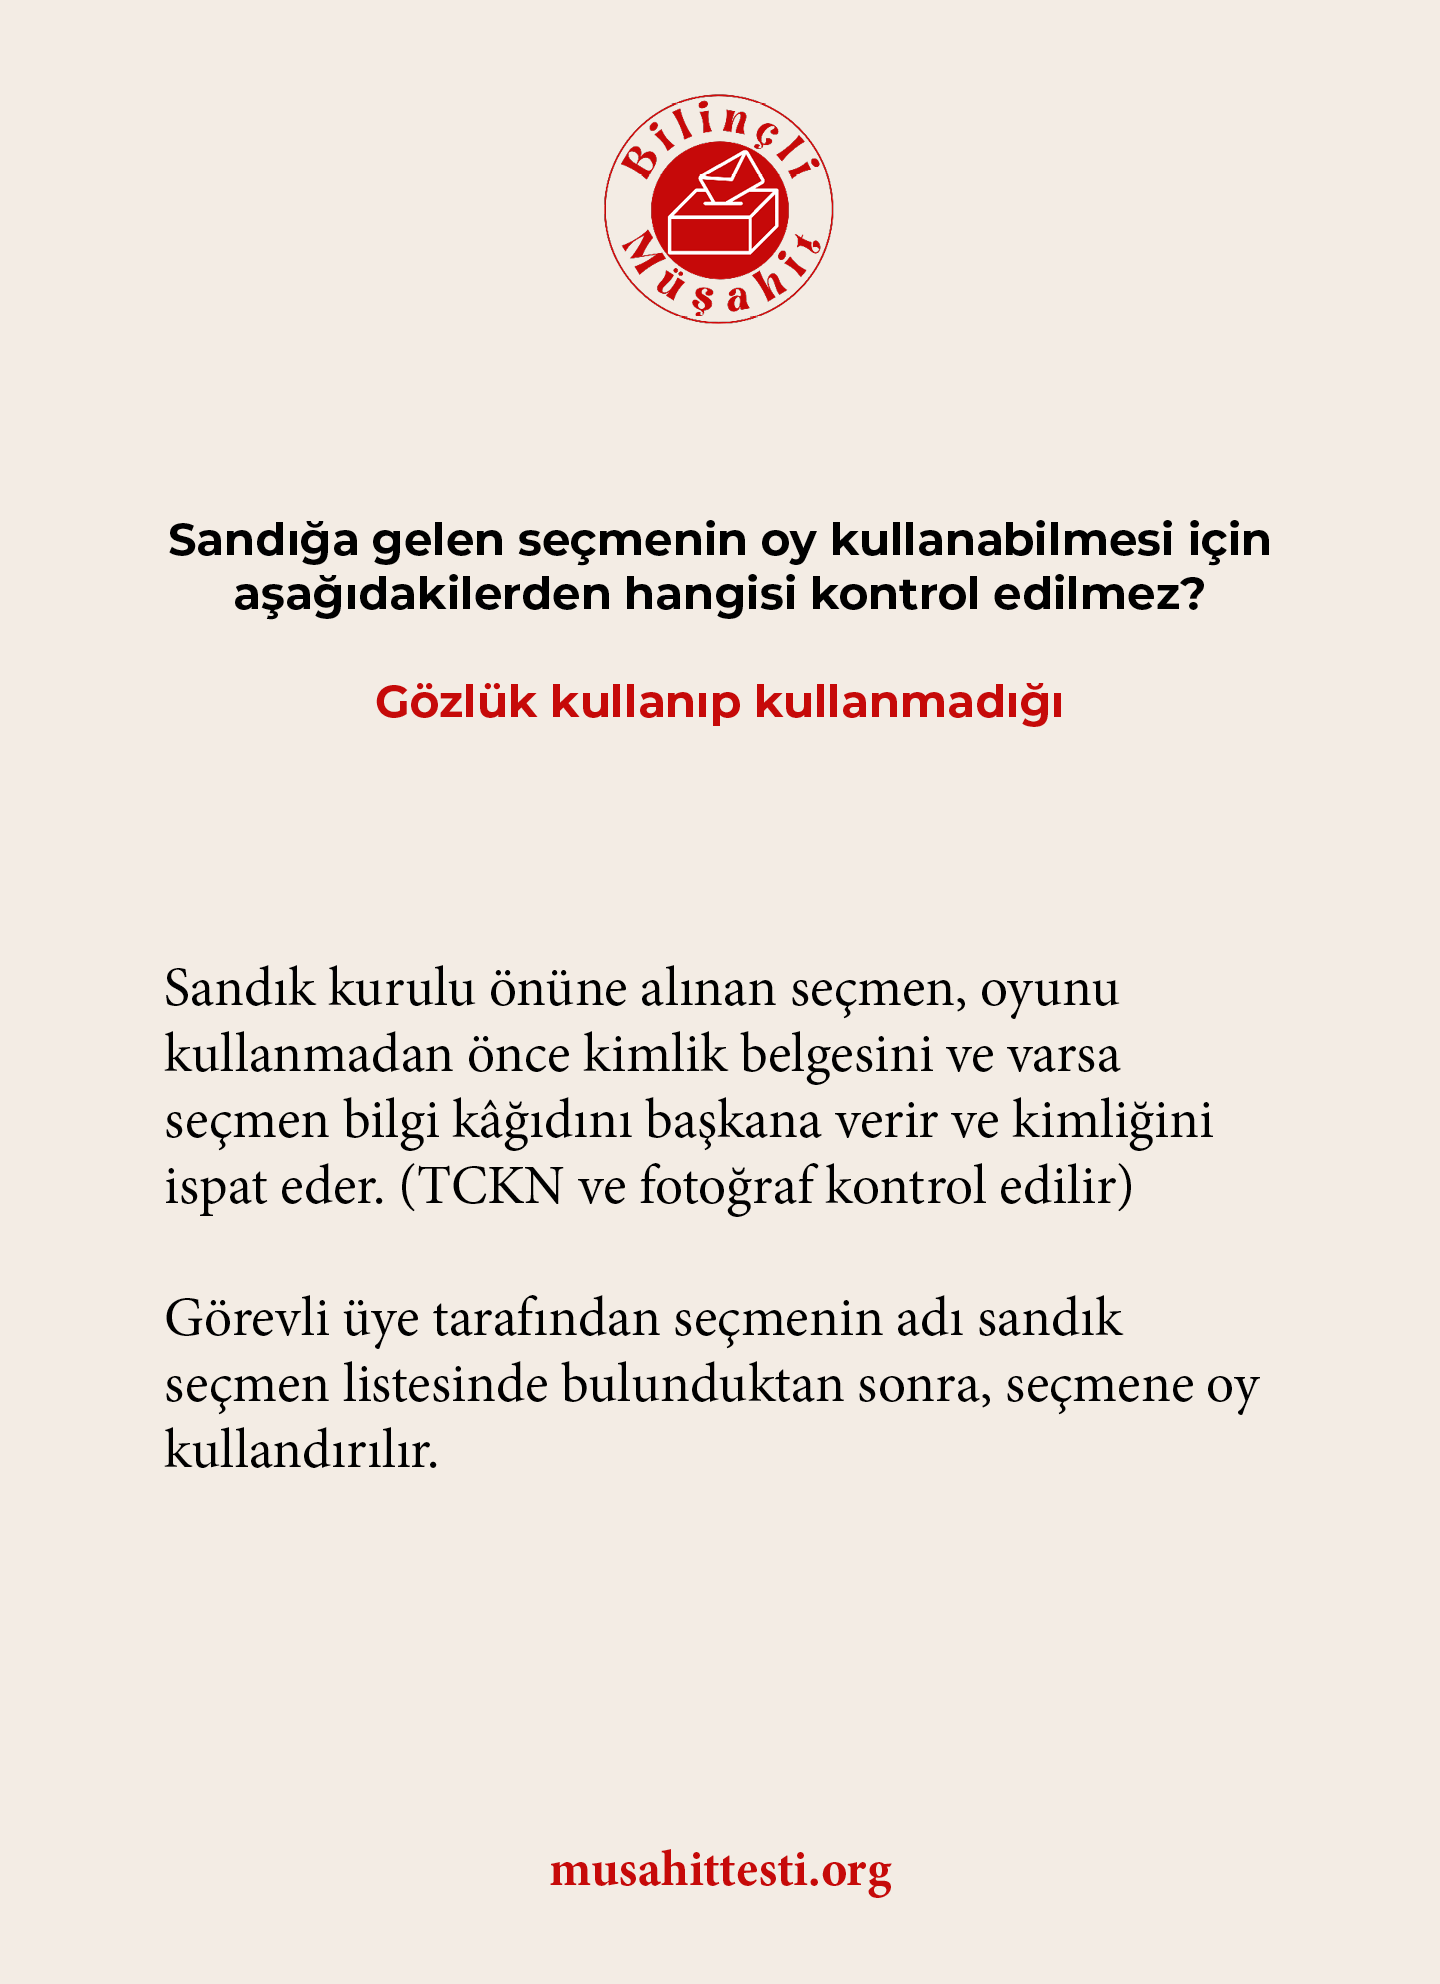 Bilinçli
Müşahit
Sandığa gelen seçmenin oy kullanabilmesi için
aşağıdakilerden hangisi kontrol edilmez?
Gözlük kullanıp kullanmadığı
Sandık kurulu önüne alınan seçmen, oyunu
kullanmadan önce kimlik belgesini ve varsa
seçmen bilgi kâğıdını başkana verir ve kimliğini
ispat eder. (TCKN ve fotoğraf kontrol edilir)
Görevli üye tarafından seçmenin adı sandık
seçmen listesinde bulunduktan sonra, seçmene oy
kullandırılır.
musahittesti.org